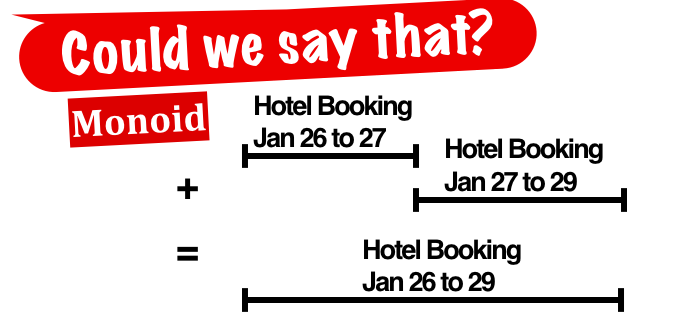 Could we say that?
Monoid
Hotel Booking
Jan 26 to 27
Hotel Booking
Jan 27 to 29
+
=
Hotel Booking
Jan 26 to 29